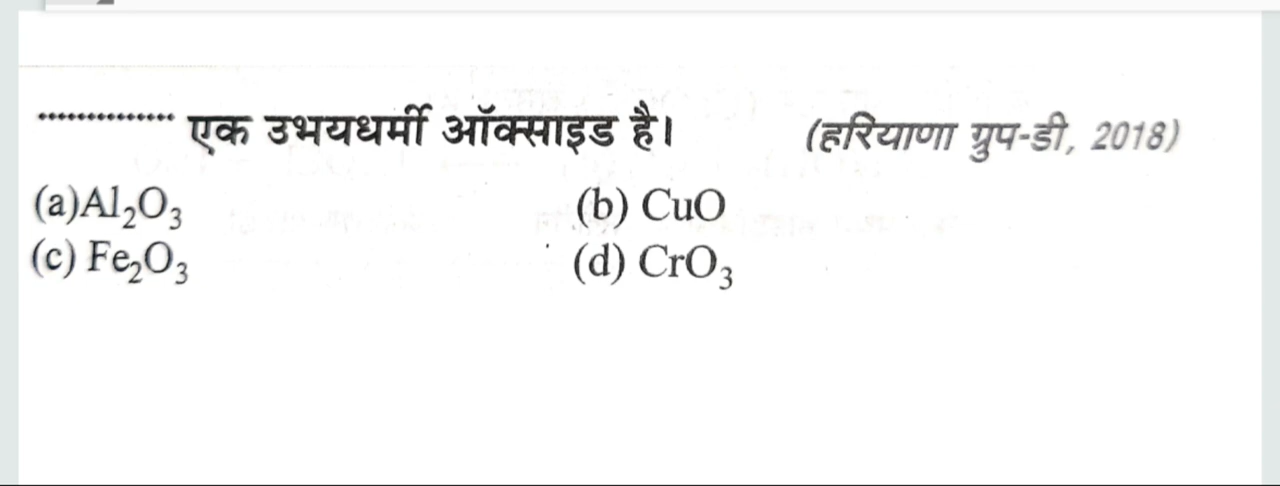 ............... एक उभयधर्मी ऑक्साइड है। (हरियाणा ग्रुप-डी, 2018)
(a)Al₂O₃ (b) CuO
(c) Fe₂O₃ (d) CrO₃